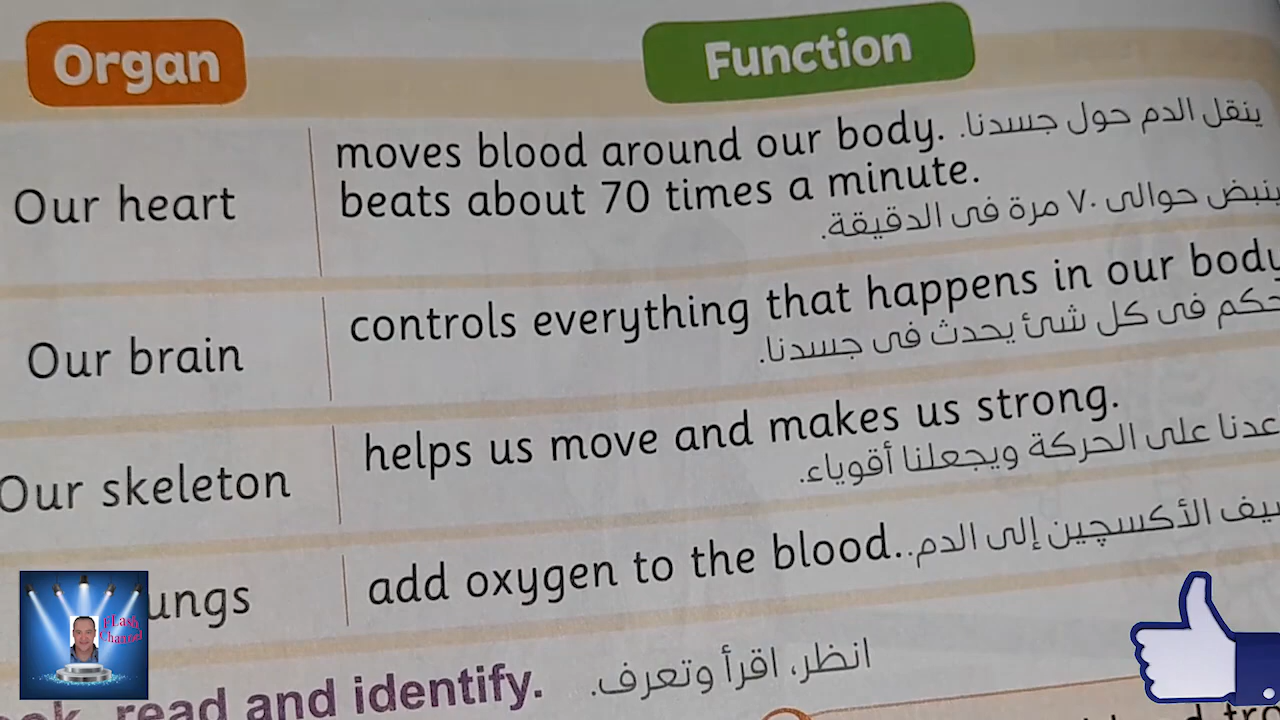 Organ
Function
Our heart
moves blood around our body. ينقل الدم حول جسدنا.
beats about 70 times a minute.
ينبض حوالى ٧٠ مرة فى الدقيقة.
Our brain
controls everything that happens in our body
فى كل شئ يحدث فى جسدنا.
Our skeleton
helps us move and makes us strong.
على الحركة ويجعلنا أقوياء.
add oxygen to the blood.
الأكسچين إلى الدم.
read and identify.
انظر، اقرأ وتعرف.
FLash
Channel